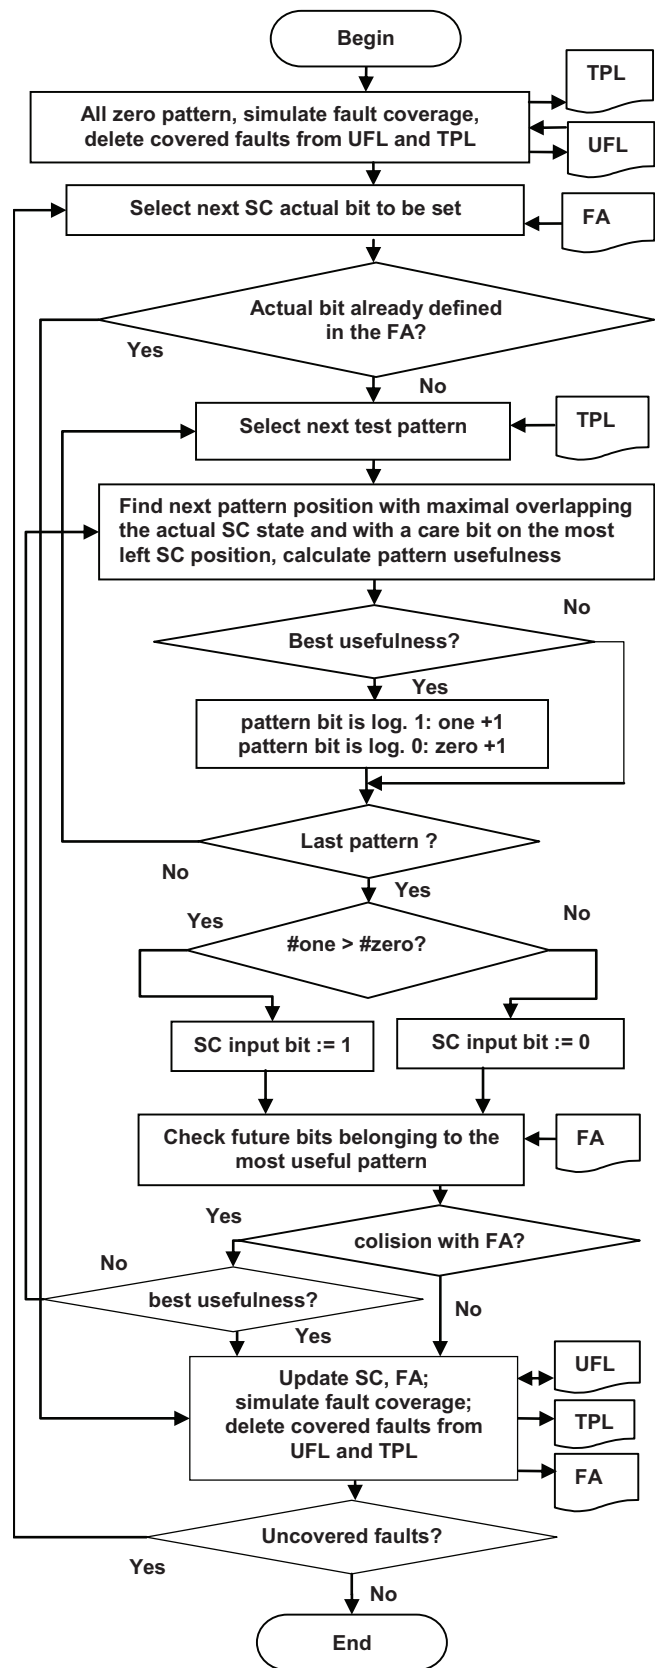 Begin
TPL
All zero pattern, simulate fault coverage,
delete covered faults from UFL and TPL
UFL
Select next SC actual bit to be set
FA
Actual bit already defined
in the FA?
Yes
No
Select next test pattern
TPL
Find next pattern position with maximal overlapping
the actual SC state and with a care bit on the most
left SC position, calculate pattern usefulness
No
Best usefulness?
Yes
pattern bit is log. 1: one +1
pattern bit is log. 0: zero +1
Last pattern ?
No
Yes
Yes
No
#one > #zero?
SC input bit := 1
SC input bit := 0
Check future bits belonging to the
most useful pattern
FA
Yes
colision with FA?
No
best usefulness?
No
Yes
Update SC, FA;
simulate fault coverage;
delete covered faults from
UFL and TPL
UFL
TPL
FA
Uncovered faults?
Yes
No
End